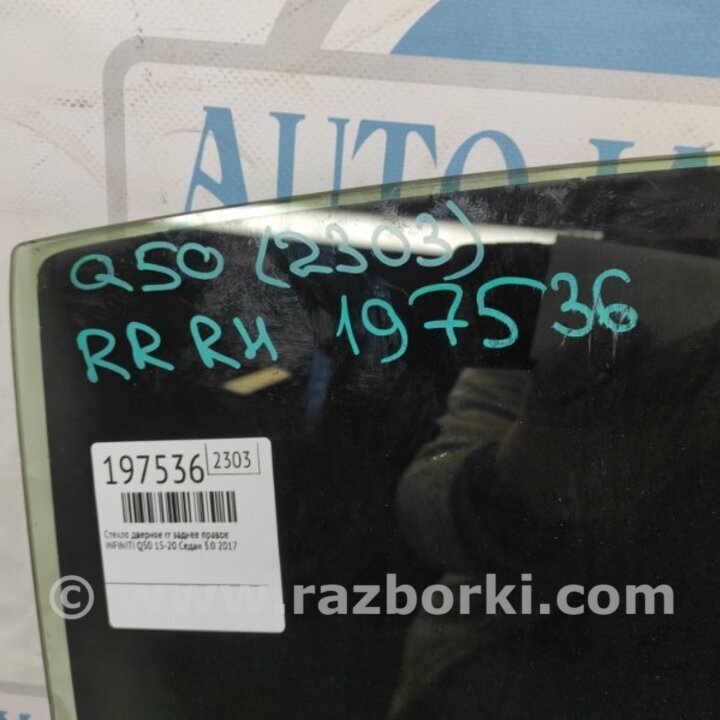 AUTO
Q50 (2303)
RR RH 197536
197536 2303
Стекло дверное rr заднее правое
INFINITI Q50 15-20 Седан 3.0 2017
© www.razborki.com